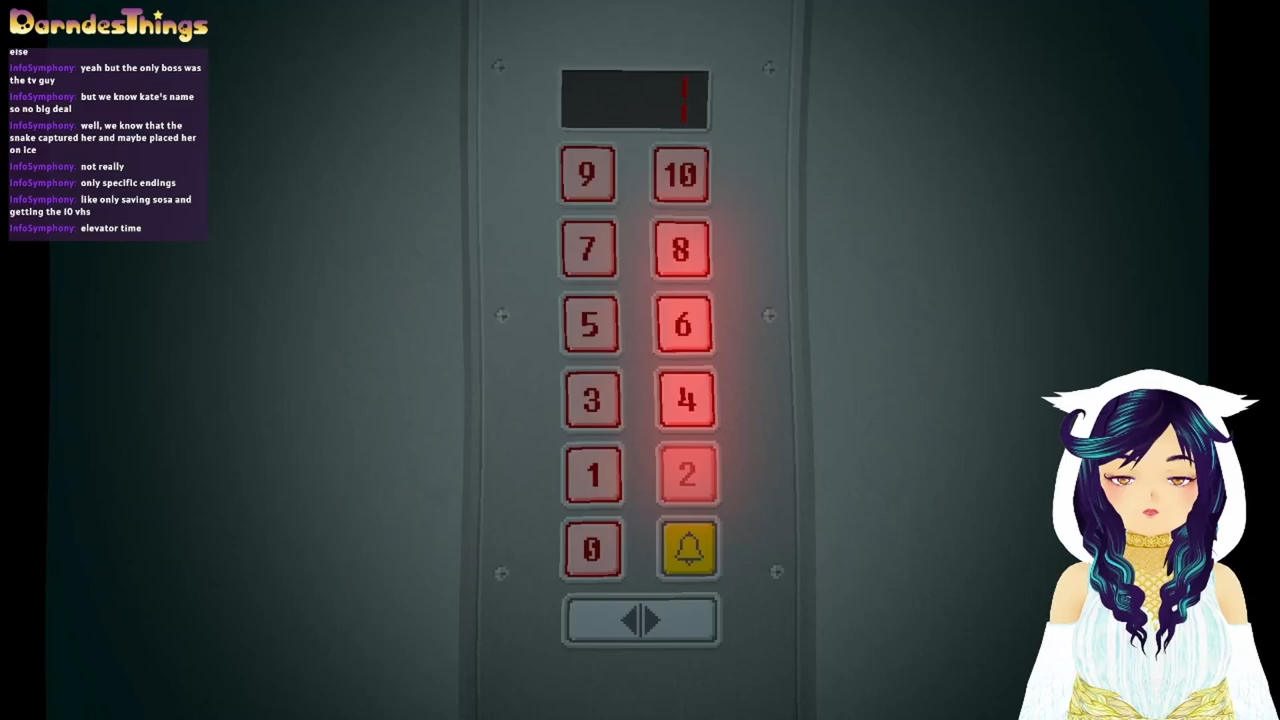 DarndesThings
else
InfoSymphony: yeah but the only boss was
the tv guy
InfoSymphony: but we know kate's name
so no big deal
InfoSymphony: well, we know that the
snake captured her and maybe placed her
on ice
InfoSymphony: not really
InfoSymphony: only specific endings
InfoSymphony: like only saving sosa and
getting the 10 vhs
InfoSymphony: elevator time
1
9 10
7 8
5 6
3 4
1 2
0